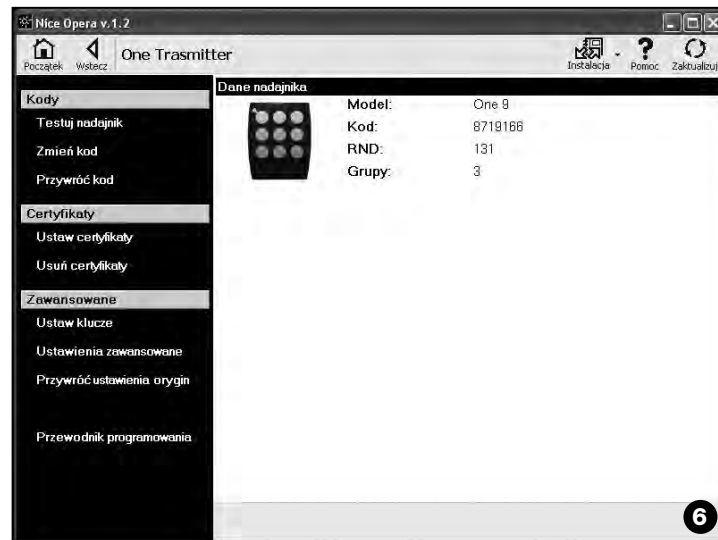 Nice Opera v.1.2
Początek
Wstecz
One Trasmitter
Instalacja
Pomoc
Zaktualizuj
Kody
Testuj nadajnik
Zmień kod
Przywróć kod
Certyfikaty
Ustaw certyfikaty
Usuń certyfikaty
Zawansowane
Ustaw klucze
Ustawienia zawansowane
Przywróć ustawienia orygin
Przewodnik programowania
Dane nadajnika
Model: One 9
Kod: 8719166
RND: 131
Grupy: 3
6